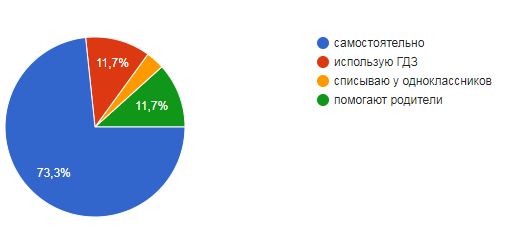 11,7%
11,7%
73,3%
самостоятельно
использую ГДЗ
списываю у одноклассников
помогают родители